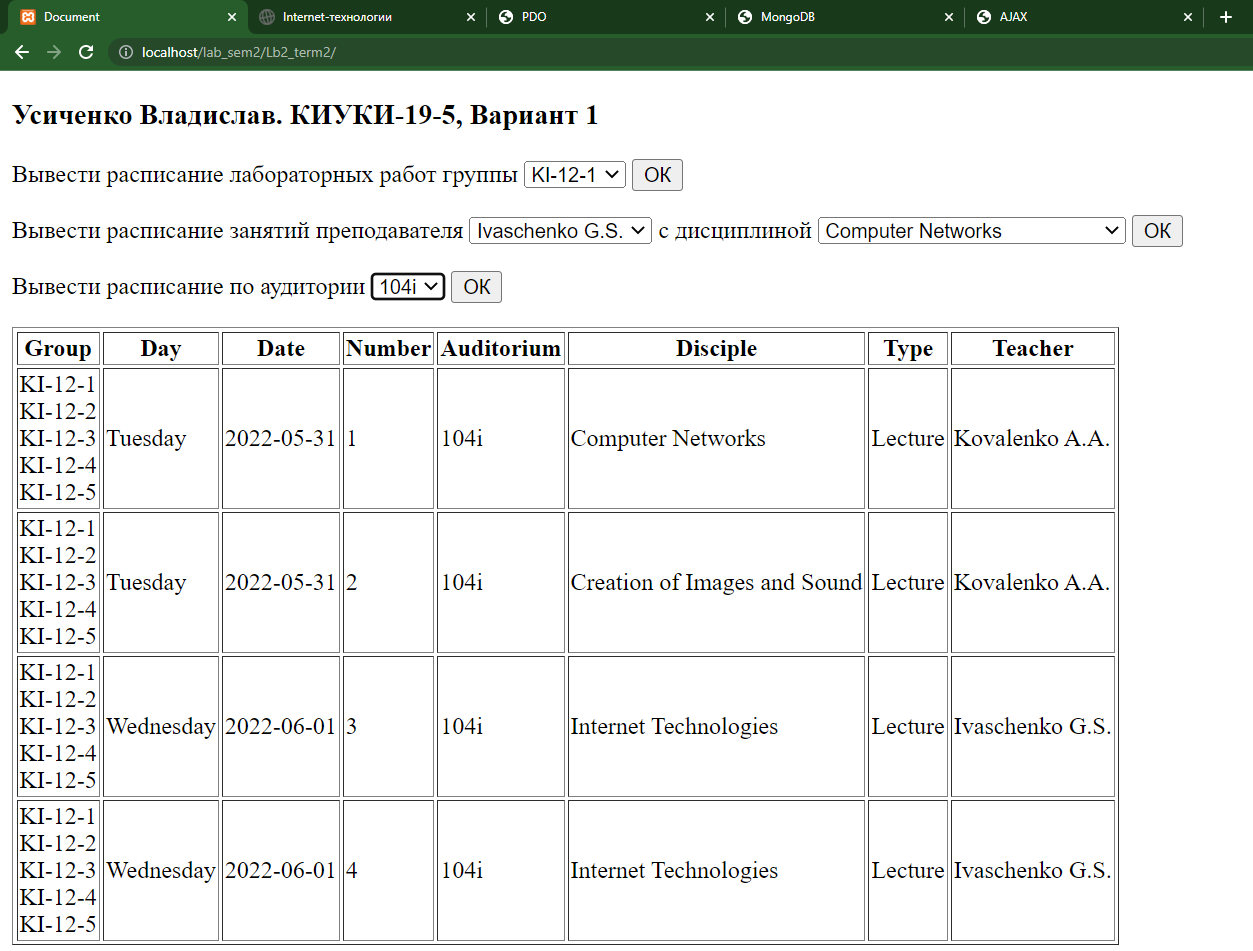 Document
Internet-технологии
PDO
MongoDB
AJAX
localhost/lab_sem2/Lb2_term2/
Усиченко Владислав. КИУКИ-19-5, Вариант 1
Вывести расписание лабораторных работ группы KI-12-1 OK
Вывести расписание занятий преподавателя Ivaschenko G.S. с дисциплиной Computer Networks OK
Вывести расписание по аудитории 104i OK
Group Day Date Number Auditorium Disciple Type Teacher
KI-12-1
KI-12-2
KI-12-3 Tuesday 2022-05-31 1 104i Computer Networks Lecture Kovalenko A.A.
KI-12-4
KI-12-5
KI-12-1
KI-12-2
KI-12-3 Tuesday 2022-05-31 2 104i Creation of Images and Sound Lecture Kovalenko A.A.
KI-12-4
KI-12-5
KI-12-1
KI-12-2
KI-12-3 Wednesday 2022-06-01 3 104i Internet Technologies Lecture Ivaschenko G.S.
KI-12-4
KI-12-5
KI-12-1
KI-12-2
KI-12-3 Wednesday 2022-06-01 4 104i Internet Technologies Lecture Ivaschenko G.S.
KI-12-4
KI-12-5